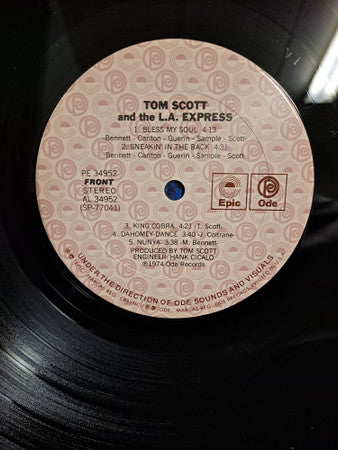 TOM SCOTT
and the L.A. EXPRESS
1. BLESS MY SOUL 4:13
Bennett - Carlton - Guerin - Sample - Scott
2. SNEAKIN' IN THE BACK 4:31
Bennett - Carlton - Guerin - Sample - Scott
PE 34952
FRONT
STEREO
AL 34952
(SP-77041)
Epic
Ode
3. KING COBRA 4:21 - T. Scott
4. DAHOMEY DANCE 3:40 - J. Coltrane
5. NUNYA 3:38 - M. Bennett
PRODUCED BY TOM SCOTT
ENGINEER: HANK CICALO
℗1974 Ode Records
UNDER THE DIRECTION OF ODE SOUNDS AND VISUALS